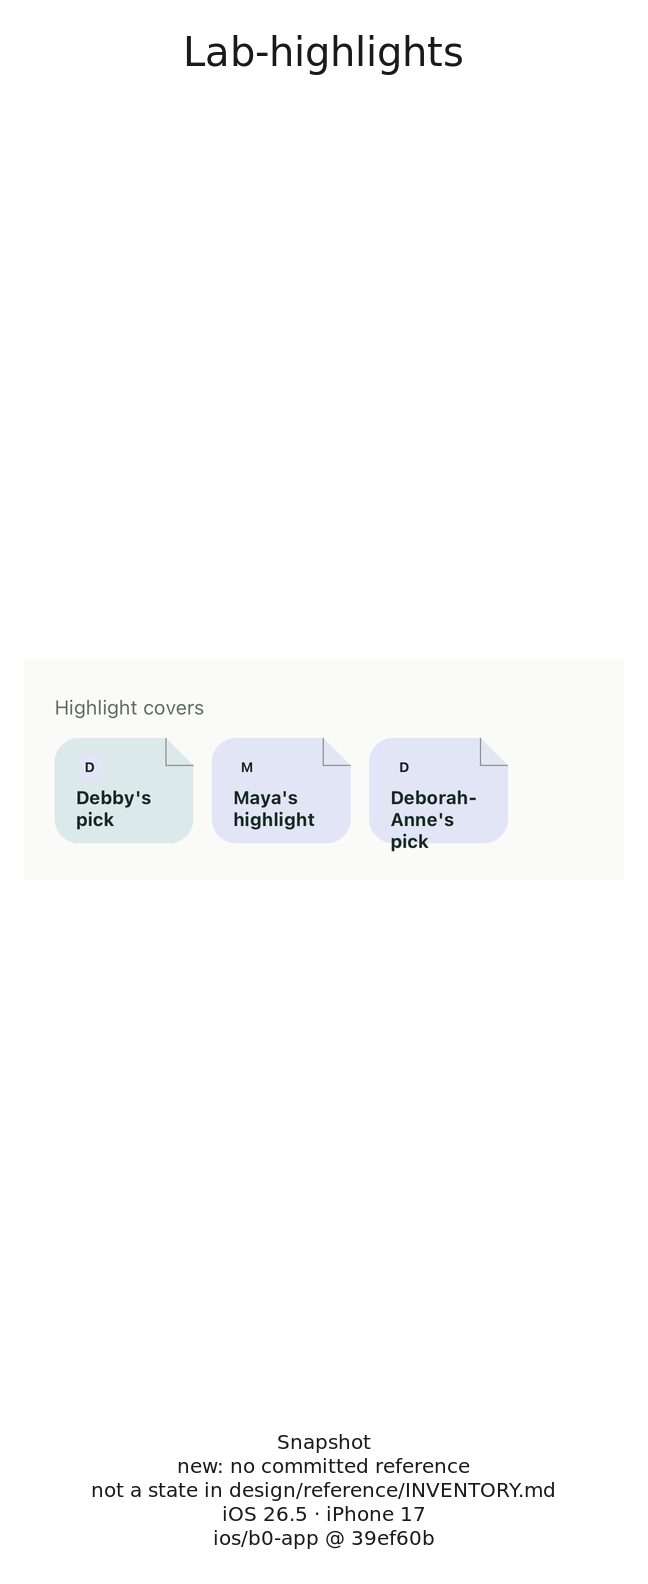 Lab-highlights
Highlight covers
D
Debby's
pick
M
Maya's
highlight
D
Deborah-
Anne's
pick
Snapshot
new: no committed reference
not a state in design/reference/INVENTORY.md
iOS 26.5 · iPhone 17
ios/b0-app @ 39ef60b